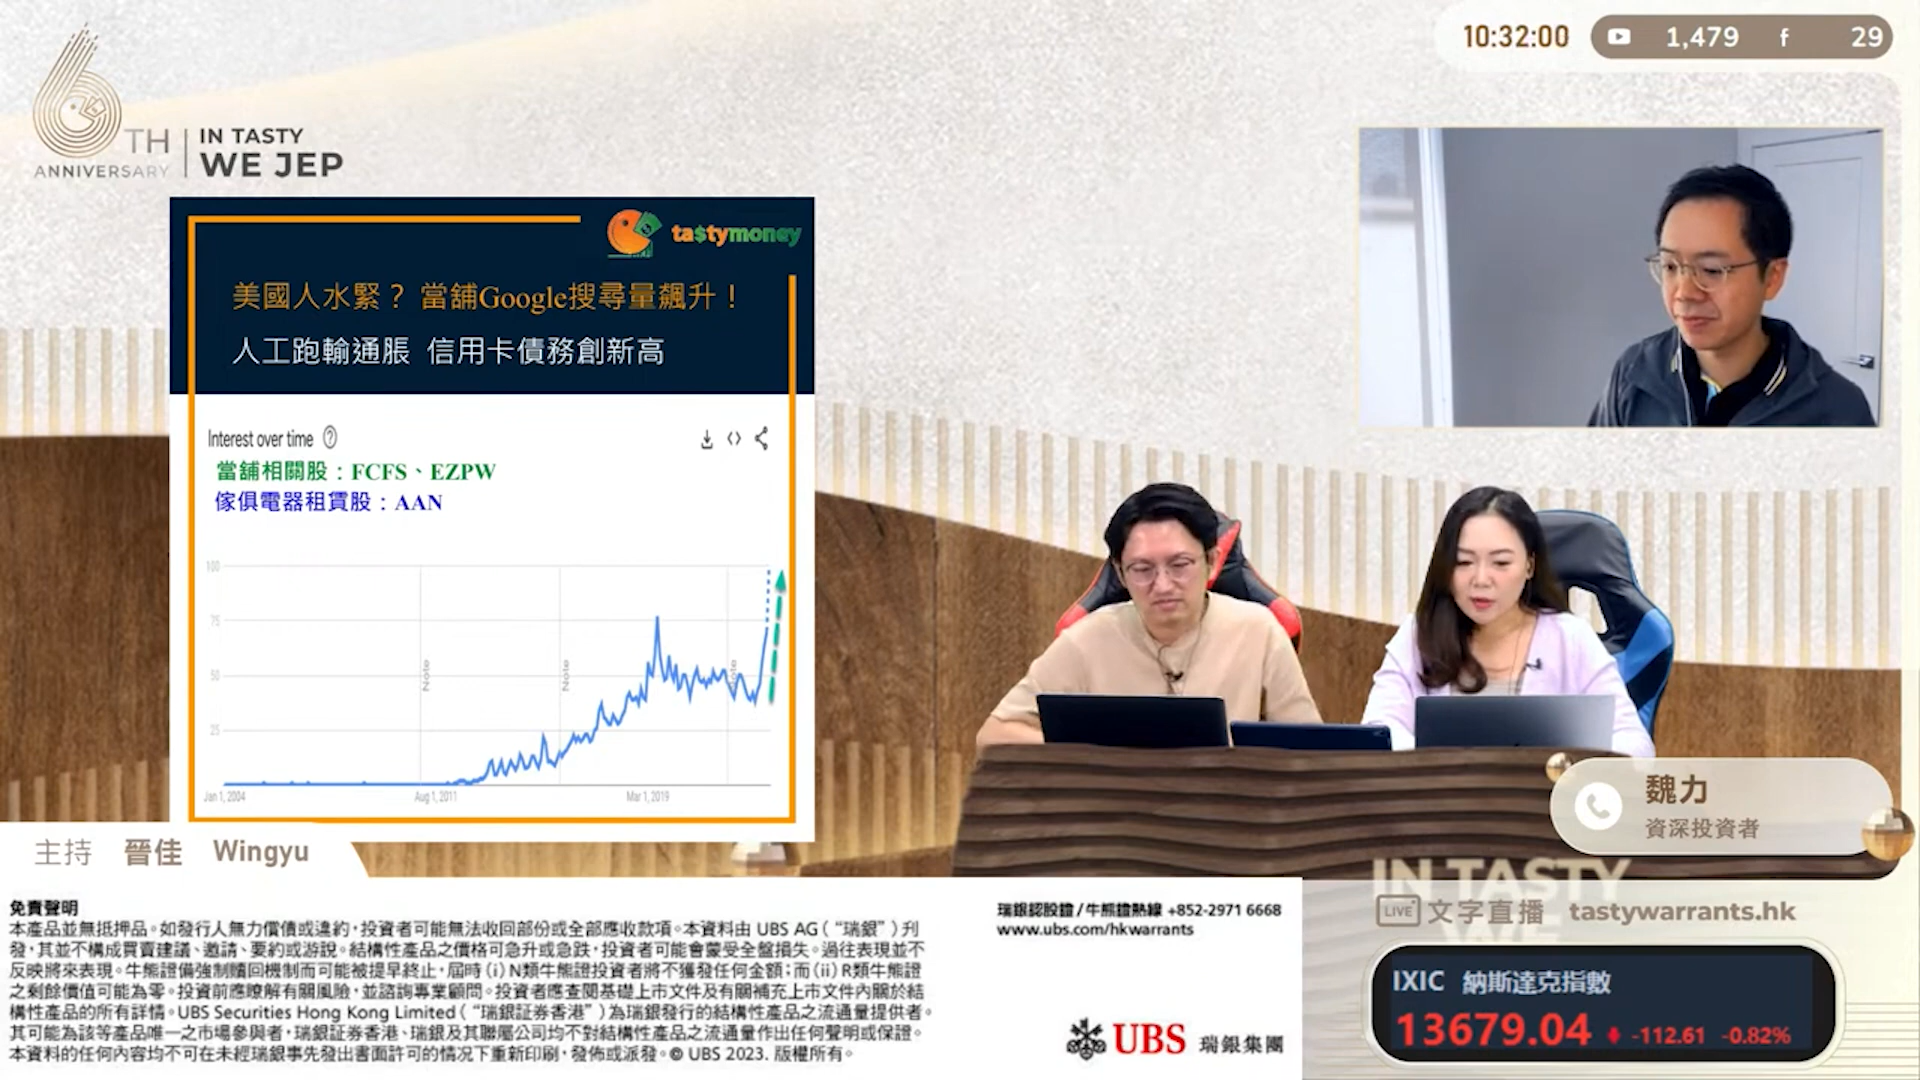 6TH
ANNIVERSARY
IN TASTY
WE JEP
10:32:00
1,479
29
ta$tymoney
美國人水緊？ 當舖Google搜尋量飆升！
人工跑輸通脹 信用卡債務創新高
Interest over time
當舖相關股：FCFS、EZPW
傢俱電器租賃股：AAN
100
75
50
25
Note
Note
Note
Jan 1, 2004
Aug 1, 2011
Mar 1, 2019
魏力
資深投資者
主持 晉佳 Wingyu
IN TASTY
WE
LIVE 文字直播 tastywarrants.hk
IXIC 納斯達克指數
13679.04 -112.61 -0.82%
免責聲明
本產品並無抵押品。如發行人無力償債或違約，投資者可能無法收回部份或全部應收款項。本資料由 UBS AG（“瑞銀”）刊
發，其並不構成買賣建議、邀請、要約或游說。結構性產品之價格可急升或急跌，投資者可能會蒙受全盤損失。過往表現並不
反映將來表現。牛熊證備強制贖回機制而可能被提早終止，屆時（i）N類牛熊證投資者將不獲發任何金額；而（ii）R類牛熊證
之剩餘價值可能為零。投資前應瞭解有關風險，並諮詢專業顧問。投資者應查閱基礎上市文件及有關補充上市文件內關於結
構性產品的所有詳情。UBS Securities Hong Kong Limited（“瑞銀証券香港”）為瑞銀發行的結構性產品之流通量提供者。
其可能為該等產品唯一之市場參與者，瑞銀証券香港、瑞銀及其聯屬公司均不對結構性產品之流通量作出任何聲明或保證。
本資料的任何內容均不可在未經瑞銀事先發出書面許可的情况下重新印刷，發佈或派發。© UBS 2023. 版權所有。
瑞銀認股證/牛熊證熱線 +852-2971 6668
www.ubs.com/hkwarrants
UBS 瑞銀集團